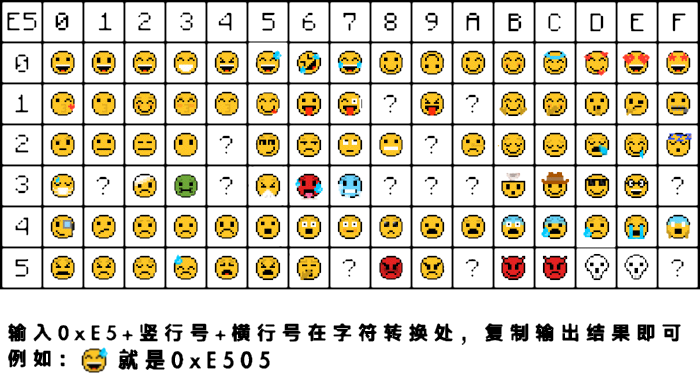 E5 0 1 2 3 4 5 6 7 8 9 A B C D E F
0
1 ? ?
2 ? ?
3 ? ? ? ? ? ?
4
5 ? ? ?
输入0xE5+竖行号+横行号在字符转换处，复制输出结果即可
例如：😅就是0xE505